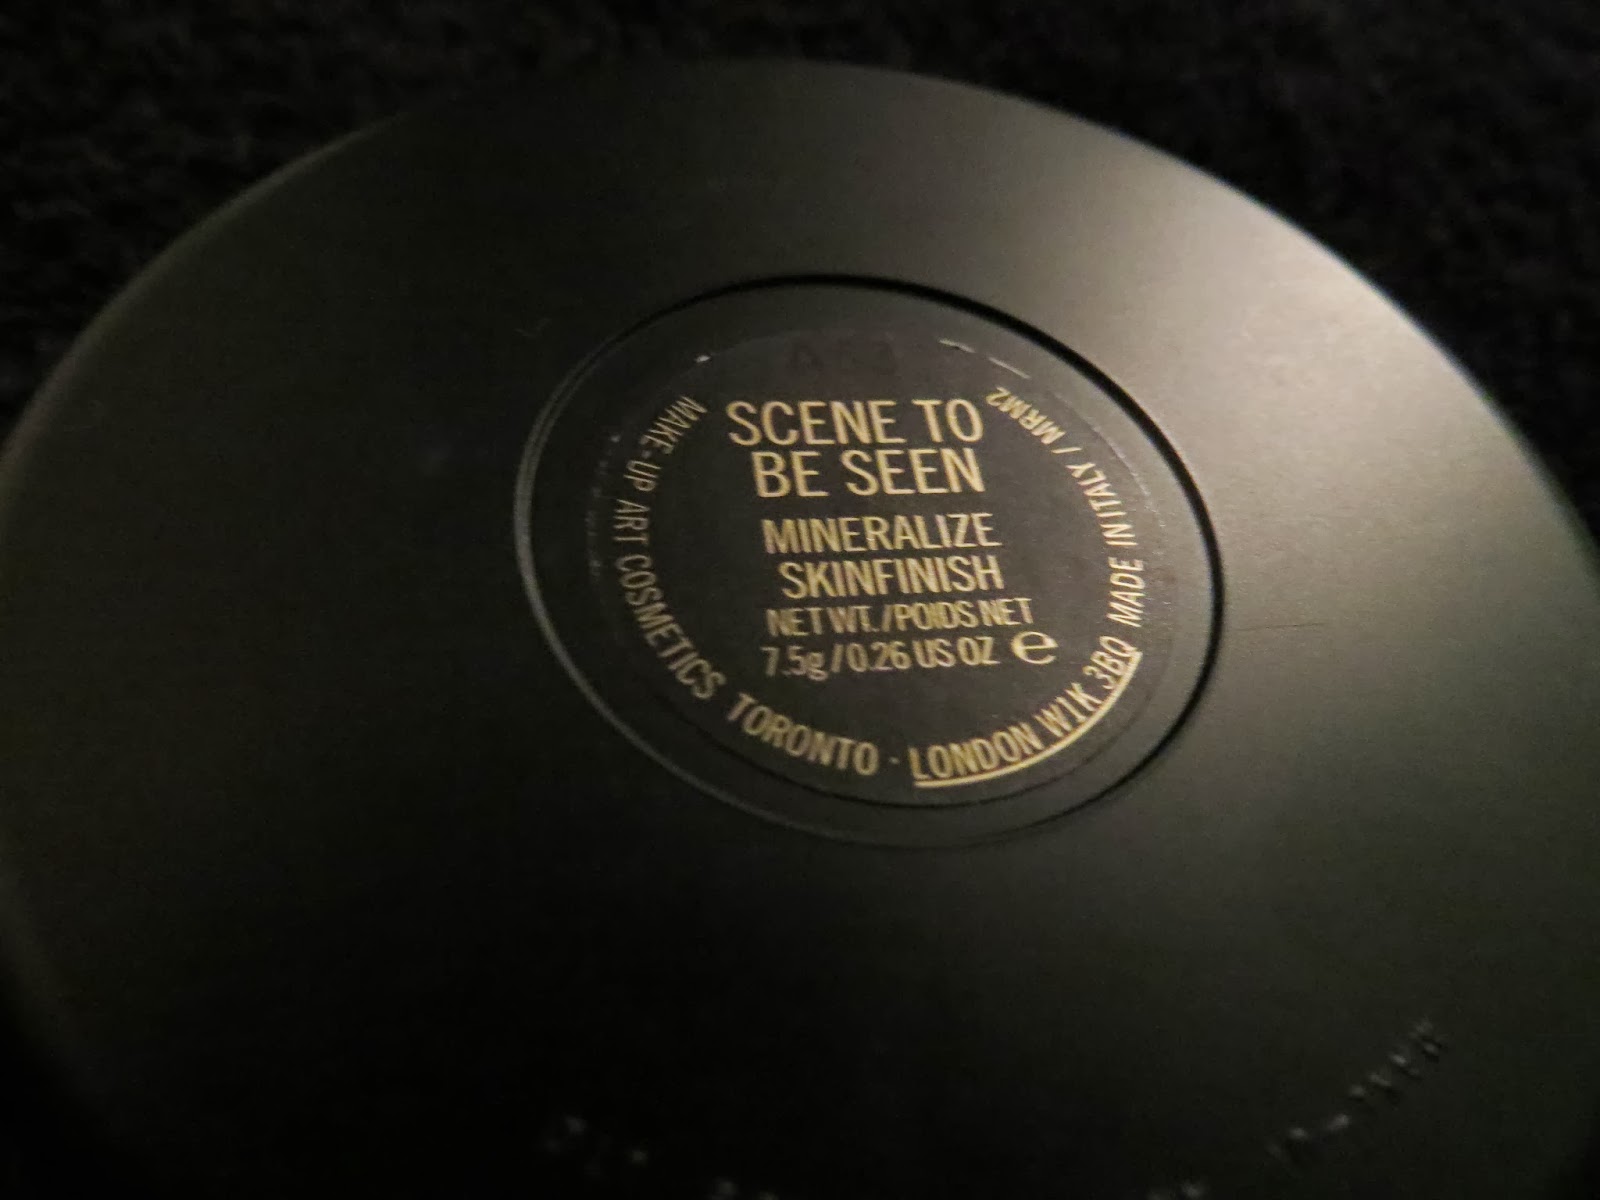 SCENE TO
BE SEEN
MINERALIZE
SKINFINISH
NET WT./POIDS NET
7.5g / 0.26 US OZ e
MAKE-UP ART COSMETICS TORONTO · LONDON W1K 3BQ MADE IN ITALY / MRM2